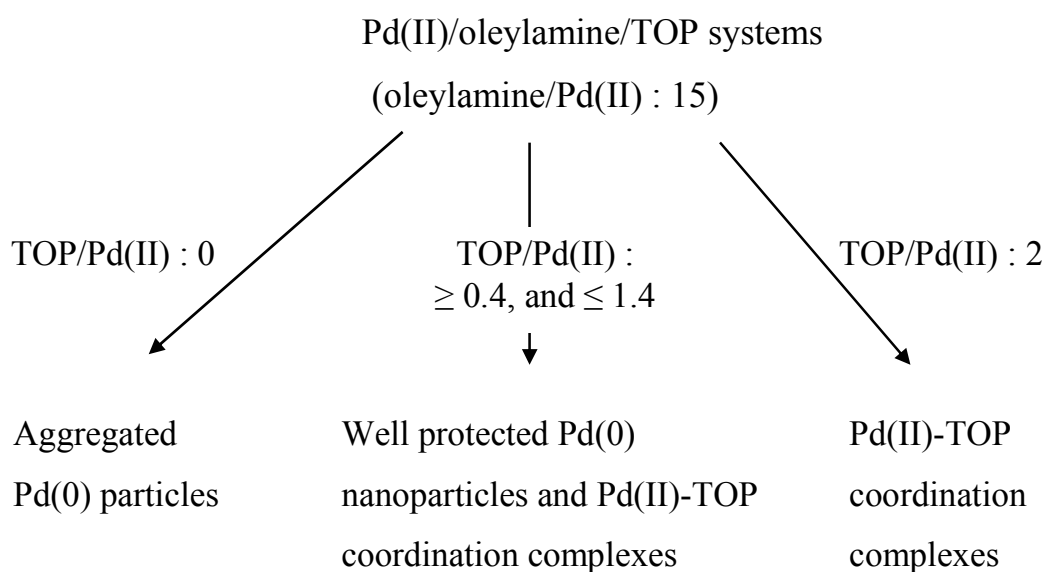 Pd(II)/oleylamine/TOP systems
(oleylamine/Pd(II) : 15)
TOP/Pd(II) : 0
TOP/Pd(II) :
≥ 0.4, and ≤ 1.4
TOP/Pd(II) : 2
Aggregated
Pd(0) particles
Well protected Pd(0)
nanoparticles and Pd(II)-TOP
coordination complexes
Pd(II)-TOP
coordination
complexes